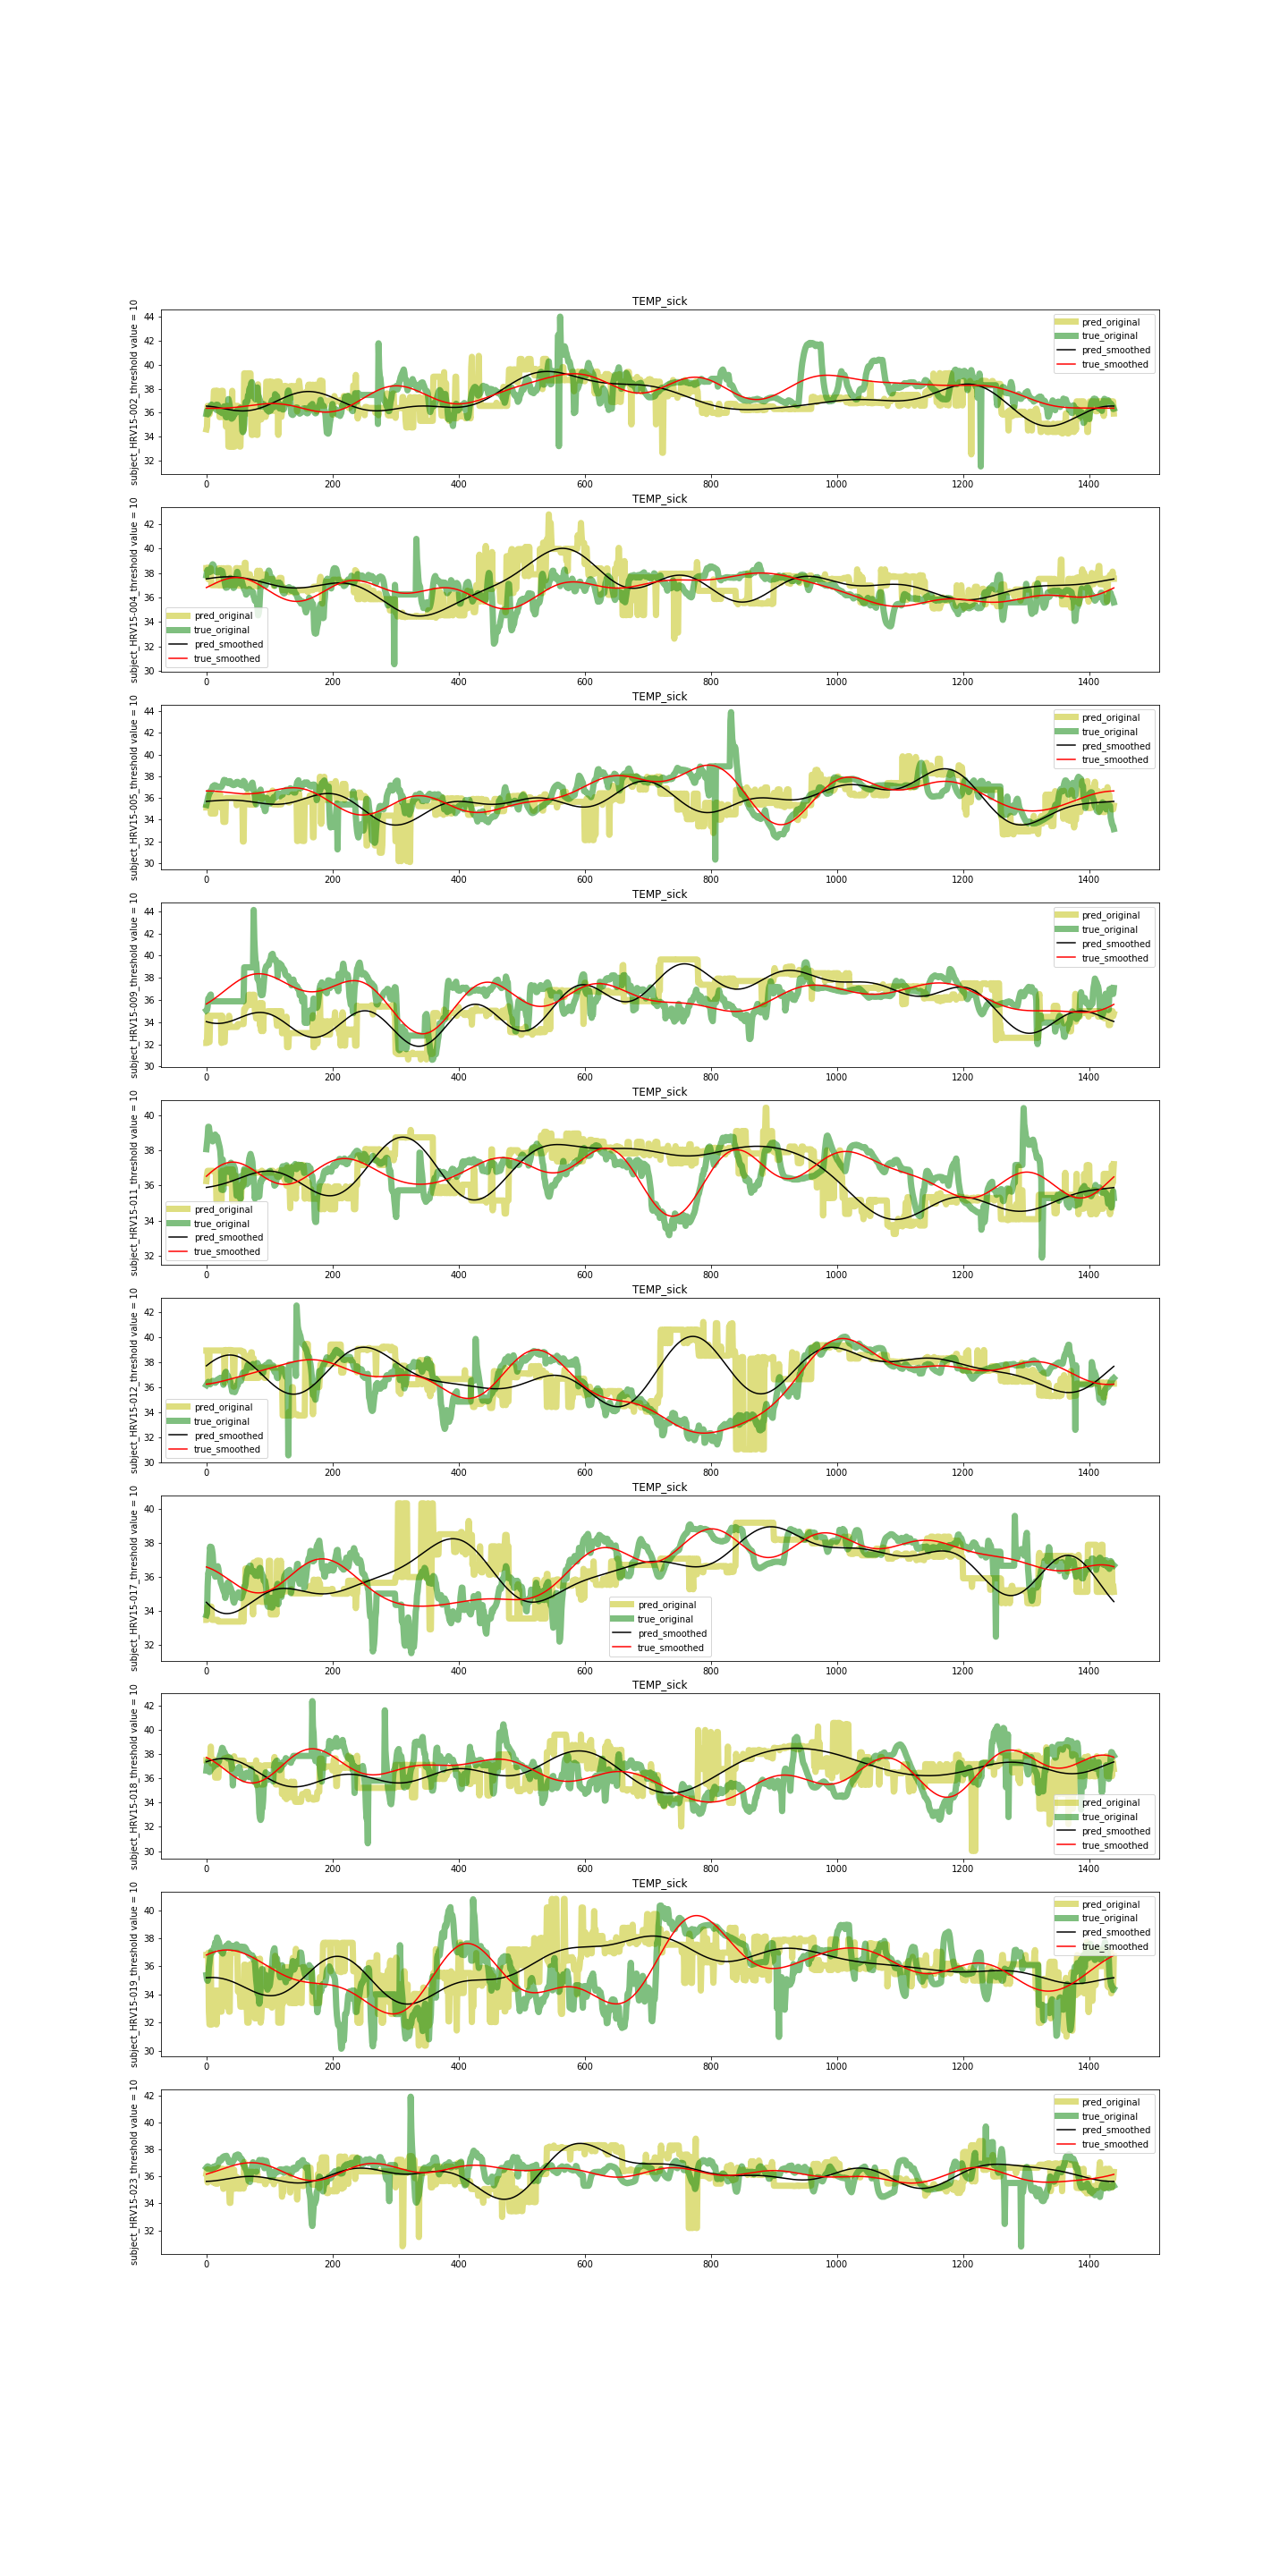 TEMP_sick
subject_HRV15-002_threshold value = 10
44
42
40
38
36
34
32
pred_original
true_original
pred_smoothed
true_smoothed
0 200 400 600 800 1000 1200 1400
TEMP_sick
subject_HRV15-004_threshold value = 10
42
40
38
36
34
32
30
pred_original
true_original
pred_smoothed
true_smoothed
0 200 400 600 800 1000 1200 1400
TEMP_sick
subject_HRV15-005_threshold value = 10
44
42
40
38
36
34
32
30
pred_original
true_original
pred_smoothed
true_smoothed
0 200 400 600 800 1000 1200 1400
TEMP_sick
subject_HRV15-009_threshold value = 10
44
42
40
38
36
34
32
30
pred_original
true_original
pred_smoothed
true_smoothed
0 200 400 600 800 1000 1200 1400
TEMP_sick
subject_HRV15-011_threshold value = 10
40
38
36
34
32
pred_original
true_original
pred_smoothed
true_smoothed
0 200 400 600 800 1000 1200 1400
TEMP_sick
subject_HRV15-012_threshold value = 10
42
40
38
36
34
32
30
pred_original
true_original
pred_smoothed
true_smoothed
0 200 400 600 800 1000 1200 1400
TEMP_sick
subject_HRV15-017_threshold value = 10
40
38
36
34
32
pred_original
true_original
pred_smoothed
true_smoothed
0 200 400 600 800 1000 1200 1400
TEMP_sick
subject_HRV15-018_threshold value = 10
42
40
38
36
34
32
30
pred_original
true_original
pred_smoothed
true_smoothed
0 200 400 600 800 1000 1200 1400
TEMP_sick
subject_HRV15-019_threshold value = 10
40
38
36
34
32
30
pred_original
true_original
pred_smoothed
true_smoothed
0 200 400 600 800 1000 1200 1400
subject_HRV15-023_threshold value = 10
42
40
38
36
34
32
pred_original
true_original
pred_smoothed
true_smoothed
0 200 400 600 800 1000 1200 1400